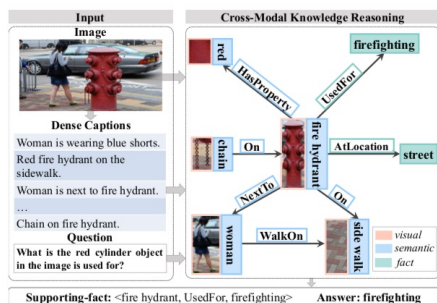 Input
Image
Dense Captions
Woman is wearing blue shorts.
Red fire hydrant on the
sidewalk.
Woman is next to fire hydrant.
...
Chain on fire hydrant.
Question
What is the red cylinder object
in the image is used for?
Cross-Modal Knowledge Reasoning
red
HasProperty
firefighting
UsedFor
chain
On
fire hydrant
AtLocation
street
NextTo
On
woman
WalkOn
side walk
visual
semantic
fact
Supporting-fact: <fire hydrant, UsedFor, firefighting> Answer: firefighting